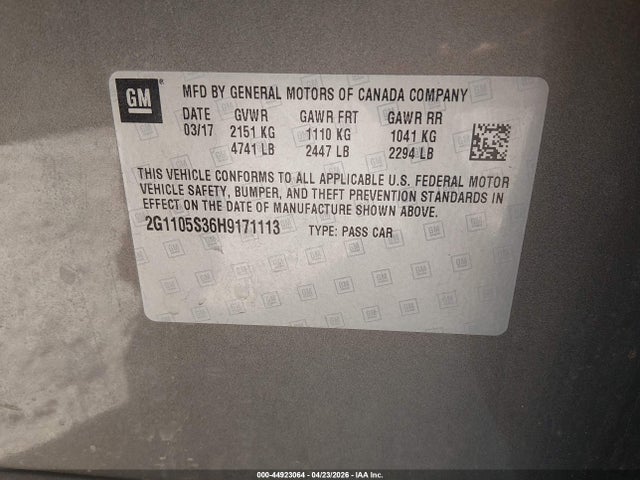 GM
MFD BY GENERAL MOTORS OF CANADA COMPANY
DATE GVWR GAWR FRT GAWR RR
03/17 2151 KG 1110 KG 1041 KG
4741 LB 2447 LB 2294 LB
THIS VEHICLE CONFORMS TO ALL APPLICABLE U.S. FEDERAL MOTOR
VEHICLE SAFETY, BUMPER, AND THEFT PREVENTION STANDARDS IN
EFFECT ON THE DATE OF MANUFACTURE SHOWN ABOVE.
2G1105S36H9171113 TYPE: PASS CAR
000-44923064 - 04/23/2026 - IAA Inc.